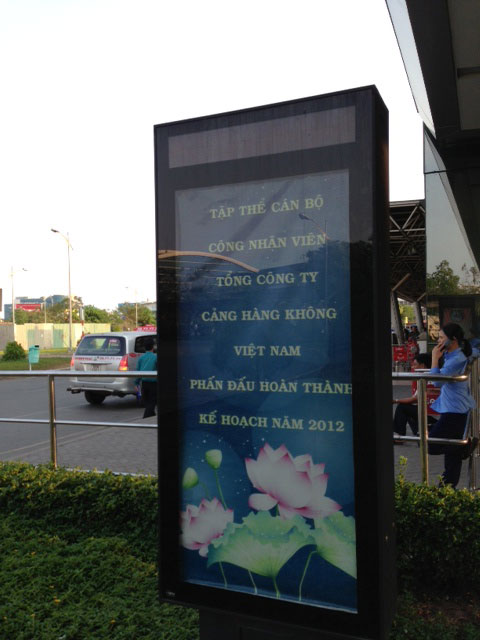 TẬP THỂ CÁN BỘ
CÔNG NHÂN VIÊN
TỔNG CÔNG TY
CẢNG HÀNG KHÔNG
VIỆT NAM
PHẤN ĐẤU HOÀN THÀNH
KẾ HOẠCH NĂM 2012